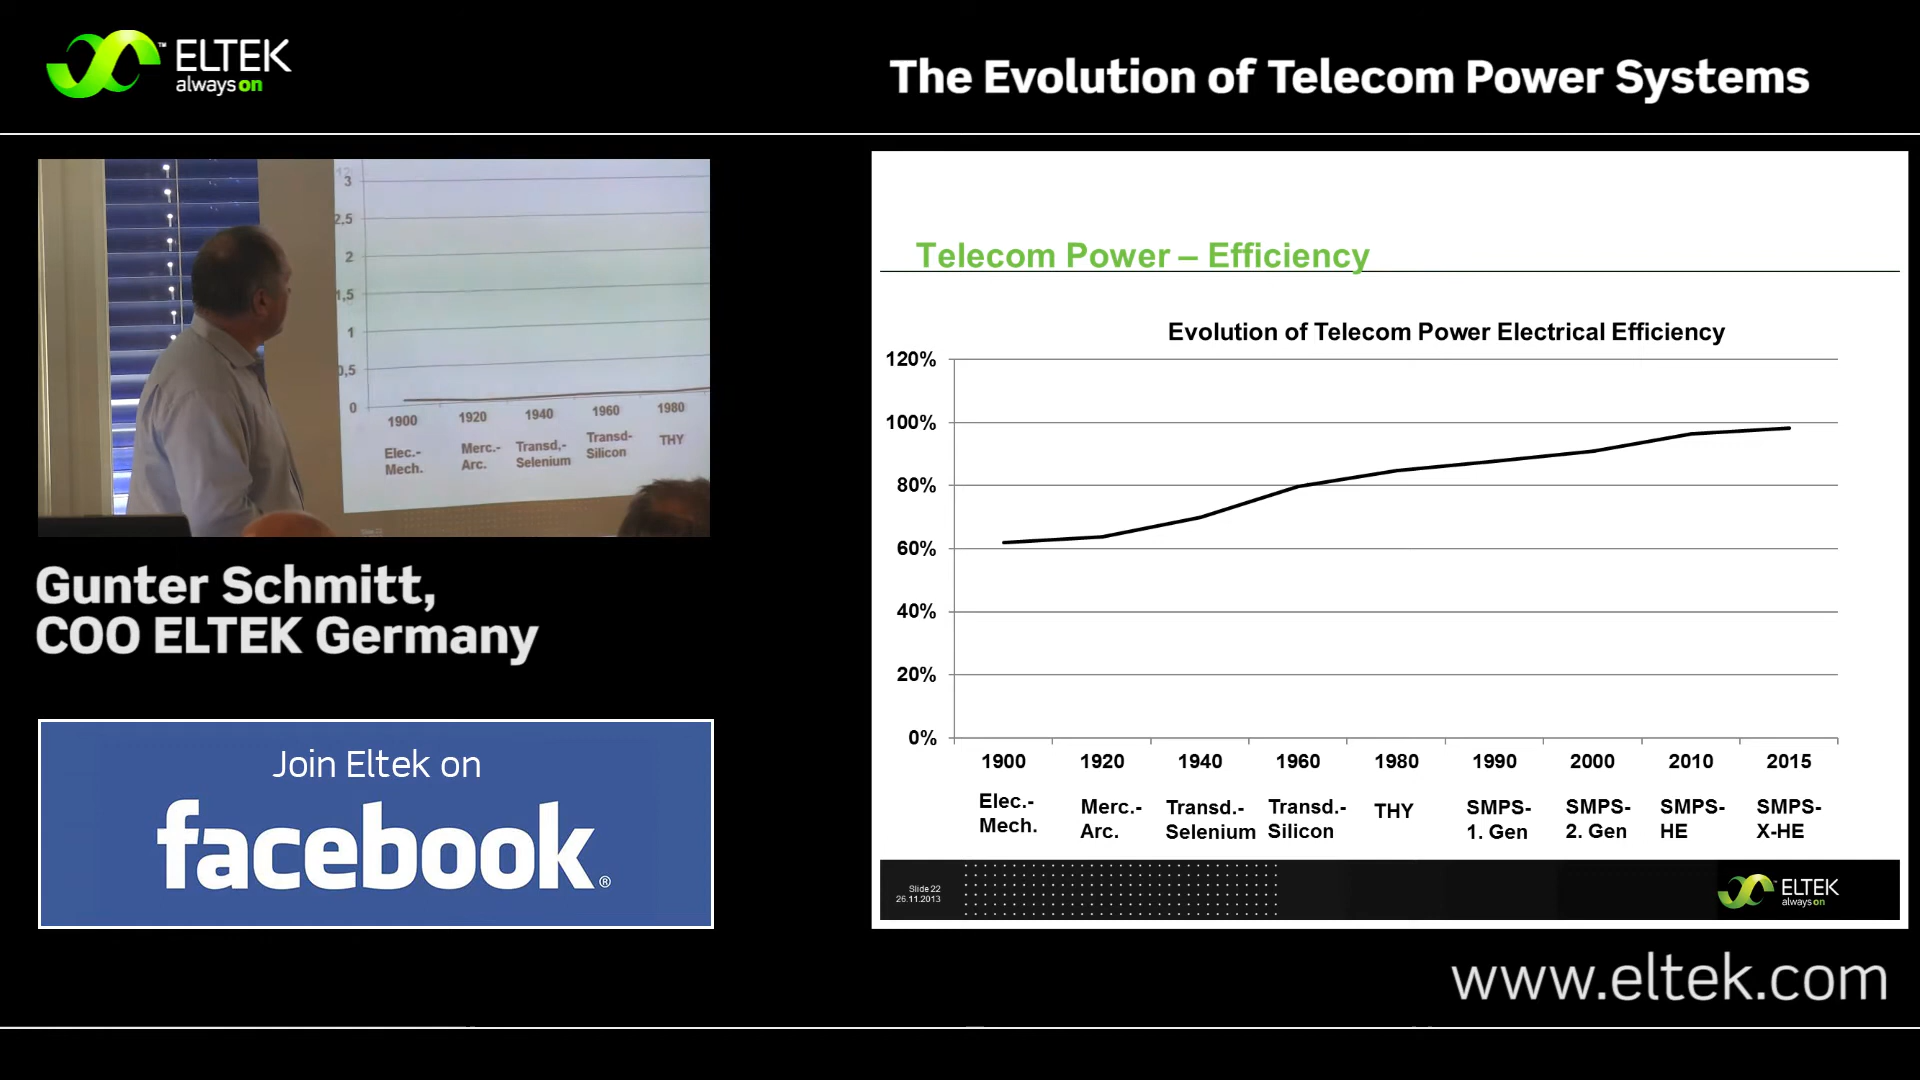 ELTEK
always on
The Evolution of Telecom Power Systems
3
2.5
2
1,5
1
0,5
0
1900 1920 1940 1960 1980
Elec.-
Mech.
Merc.-
Arc.
Transd,-
Selenium
Transd-
Silicon
THY
Gunter Schmitt,
COO ELTEK Germany
Join Eltek on
facebook®
Telecom Power – Efficiency
Evolution of Telecom Power Electrical Efficiency
120%
100%
80%
60%
40%
20%
0%
1900 1920 1940 1960 1980 1990 2000 2010 2015
Elec.-
Mech.
Merc.-
Arc.
Transd.-
Selenium
Transd.-
Silicon
THY
SMPS-
1. Gen
SMPS-
2. Gen
SMPS-
HE
SMPS-
X-HE
Slide 22
26.11.2013
ELTEK
always on
www.eltek.com